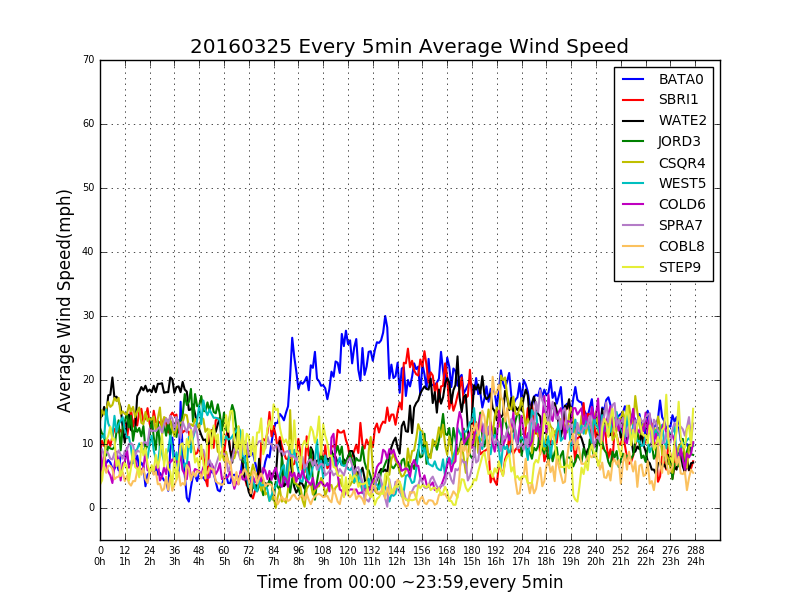 20160325 Every 5min Average Wind Speed
Average Wind Speed(mph)
70
60
50
40
30
20
10
0
BATA0
SBRI1
WATE2
JORD3
CSQR4
WEST5
COLD6
SPRA7
COBL8
STEP9
0 12 24 36 48 60 72 84 96 108 120 132 144 156 168 180 192 204 216 228 240 252 264 276 288
0h 1h 2h 3h 4h 5h 6h 7h 8h 9h 10h 11h 12h 13h 14h 15h 16h 17h 18h 19h 20h 21h 22h 23h 24h
Time from 00:00 ~23:59,every 5min